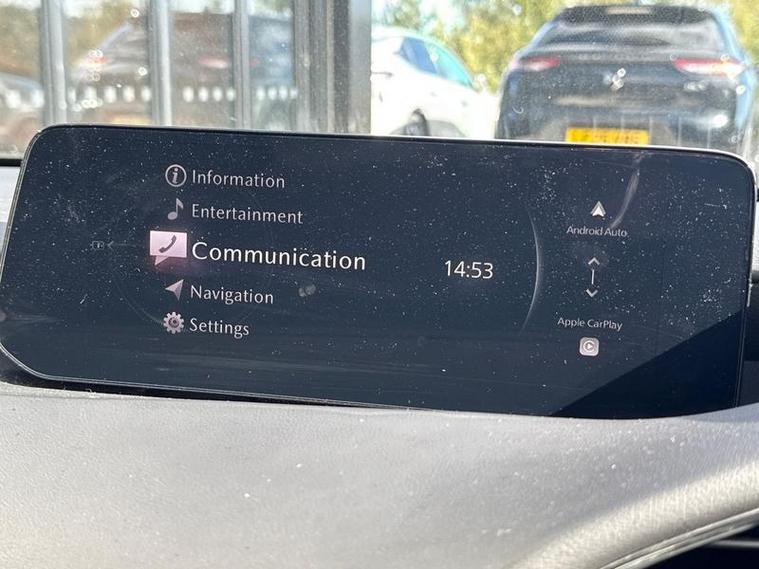 Information
Entertainment
Communication
Navigation
Settings
14:53
Android Auto
Apple CarPlay